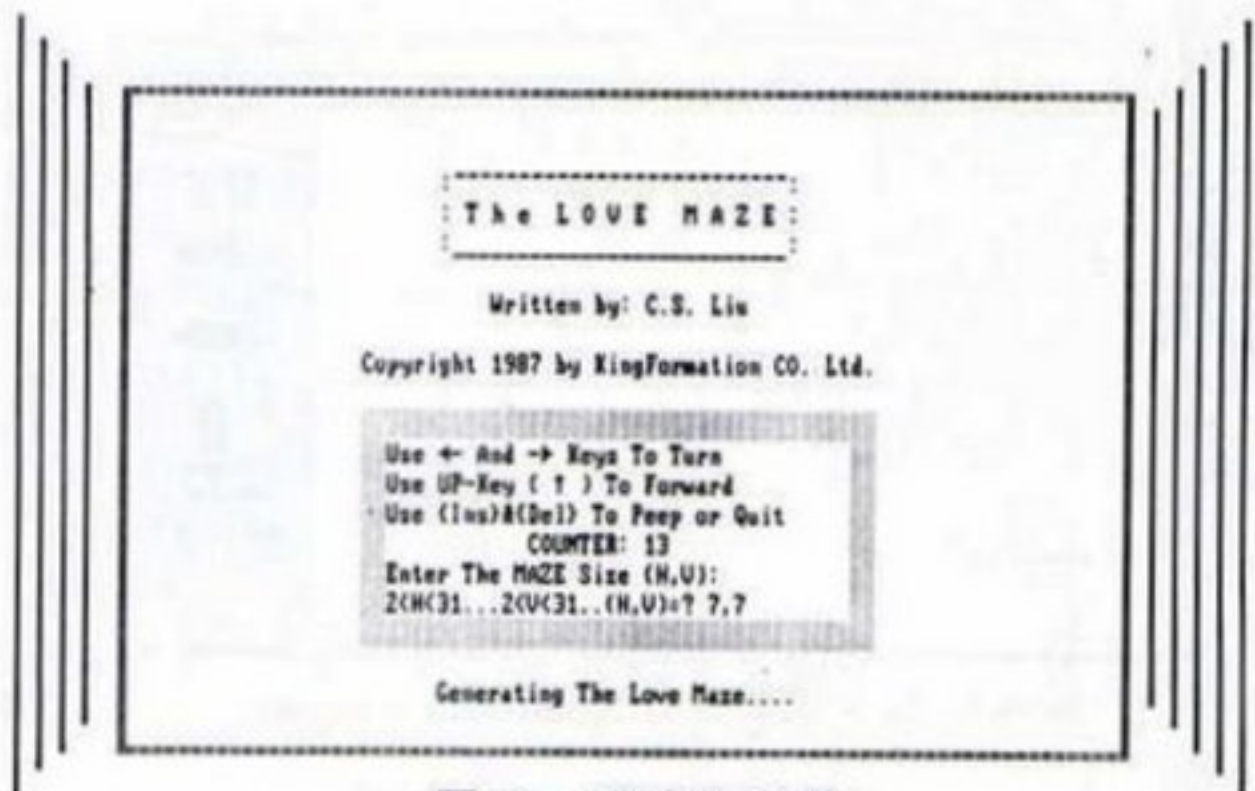 The LOVE MAZE
Written by: C.S. Liu
Copyright 1987 by KingFormation CO. Ltd.
Use ← And → Keys To Turn
Use UP-Key ( ↑ ) To Forward
Use (Ins)&(Del) To Peep or Quit
COUNTER: 13
Enter The MAZE Size (H,V):
2<H<31...2<V<31..(H,V)=? 7,7
Generating The Love Maze....